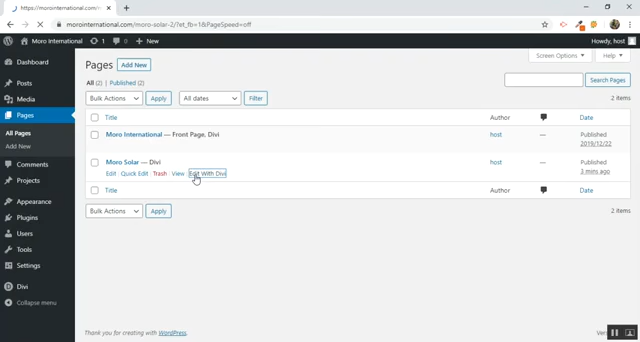 https://morointernational.com/
morointernational.com/moro-solar-2/?et_fb=1&PageSpeed=off
Moro International
1
0
New
Howdy, host
Dashboard
Posts
Media
Pages
All Pages
Add New
Comments
Projects
Appearance
Plugins
Users
Tools
Settings
Divi
Collapse menu
Screen Options
Help
Pages
Add New
All (2) | Published (2)
Search Pages
Bulk Actions
Apply
All dates
Filter
2 items
Title
Author
Date
Moro International — Front Page, Divi
host
—
Published
2019/12/22
Moro Solar — Divi
host
—
Published
3 mins ago
Edit
Quick Edit
Trash
View
Edit With Divi
Title
Author
Date
Bulk Actions
Apply
2 items
Thank you for creating with WordPress.